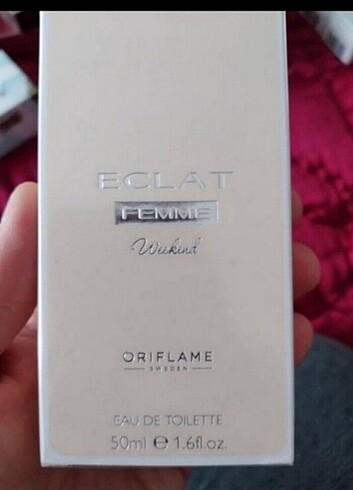 ECLAT
FEMME
Weekend
ORIFLAME
SWEDEN
EAU DE TOILETTE
50ml e 1.6fl.oz.